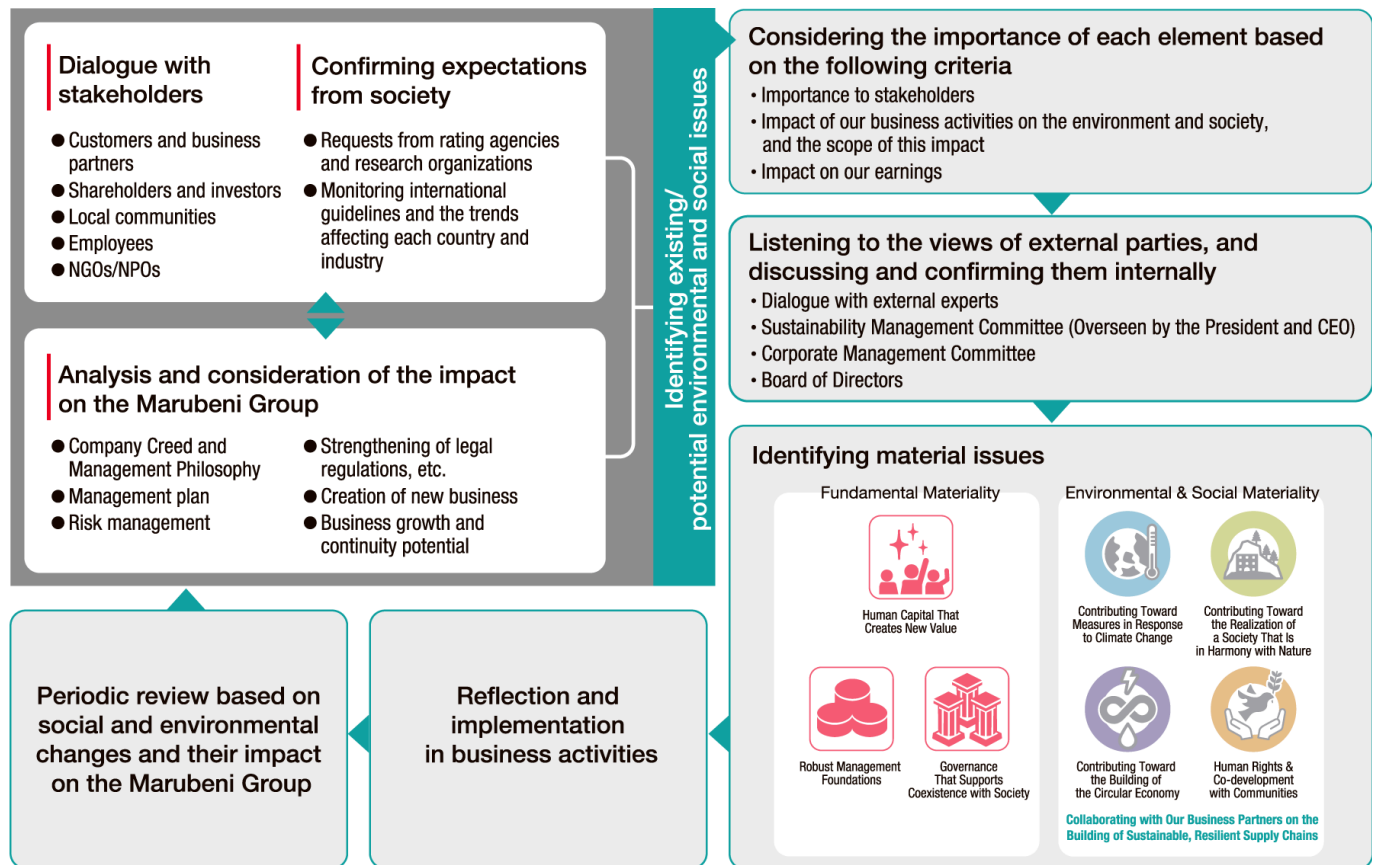 Dialogue with
stakeholders
● Customers and business
partners
● Shareholders and investors
● Local communities
● Employees
● NGOs/NPOs
Confirming expectations
from society
● Requests from rating agencies
and research organizations
● Monitoring international
guidelines and the trends
affecting each country and
industry
Analysis and consideration of the impact
on the Marubeni Group
● Company Creed and
Management Philosophy
● Management plan
● Risk management
● Strengthening of legal
regulations, etc.
● Creation of new business
● Business growth and
continuity potential
Identifying existing/
potential environmental and social issues
Considering the importance of each element based
on the following criteria
• Importance to stakeholders
• Impact of our business activities on the environment and society,
and the scope of this impact
• Impact on our earnings
Listening to the views of external parties, and
discussing and confirming them internally
• Dialogue with external experts
• Sustainability Management Committee (Overseen by the President and CEO)
• Corporate Management Committee
• Board of Directors
Identifying material issues
Fundamental Materiality
Human Capital That
Creates New Value
Robust Management
Foundations
Governance
That Supports
Coexistence with Society
Environmental & Social Materiality
Contributing Toward
Measures in Response
to Climate Change
Contributing Toward
the Realization of
a Society That Is
in Harmony with Nature
Contributing Toward
the Building of
the Circular Economy
Human Rights &
Co-development
with Communities
Collaborating with Our Business Partners on the
Building of Sustainable, Resilient Supply Chains
Reflection and
implementation
in business activities
Periodic review based on
social and environmental
changes and their impact
on the Marubeni Group